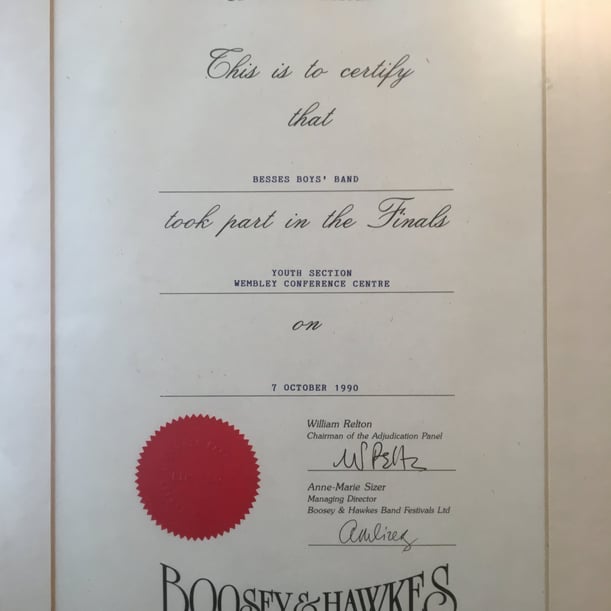 This is to certify
that
BESSES BOYS' BAND
took part in the Finals
YOUTH SECTION
WEMBLEY CONFERENCE CENTRE
on
7 OCTOBER 1990
William Relton
Chairman of the Adjudication Panel
Anne-Marie Sizer
Managing Director
Boosey & Hawkes Band Festivals Ltd
BOOSEY & HAWKES